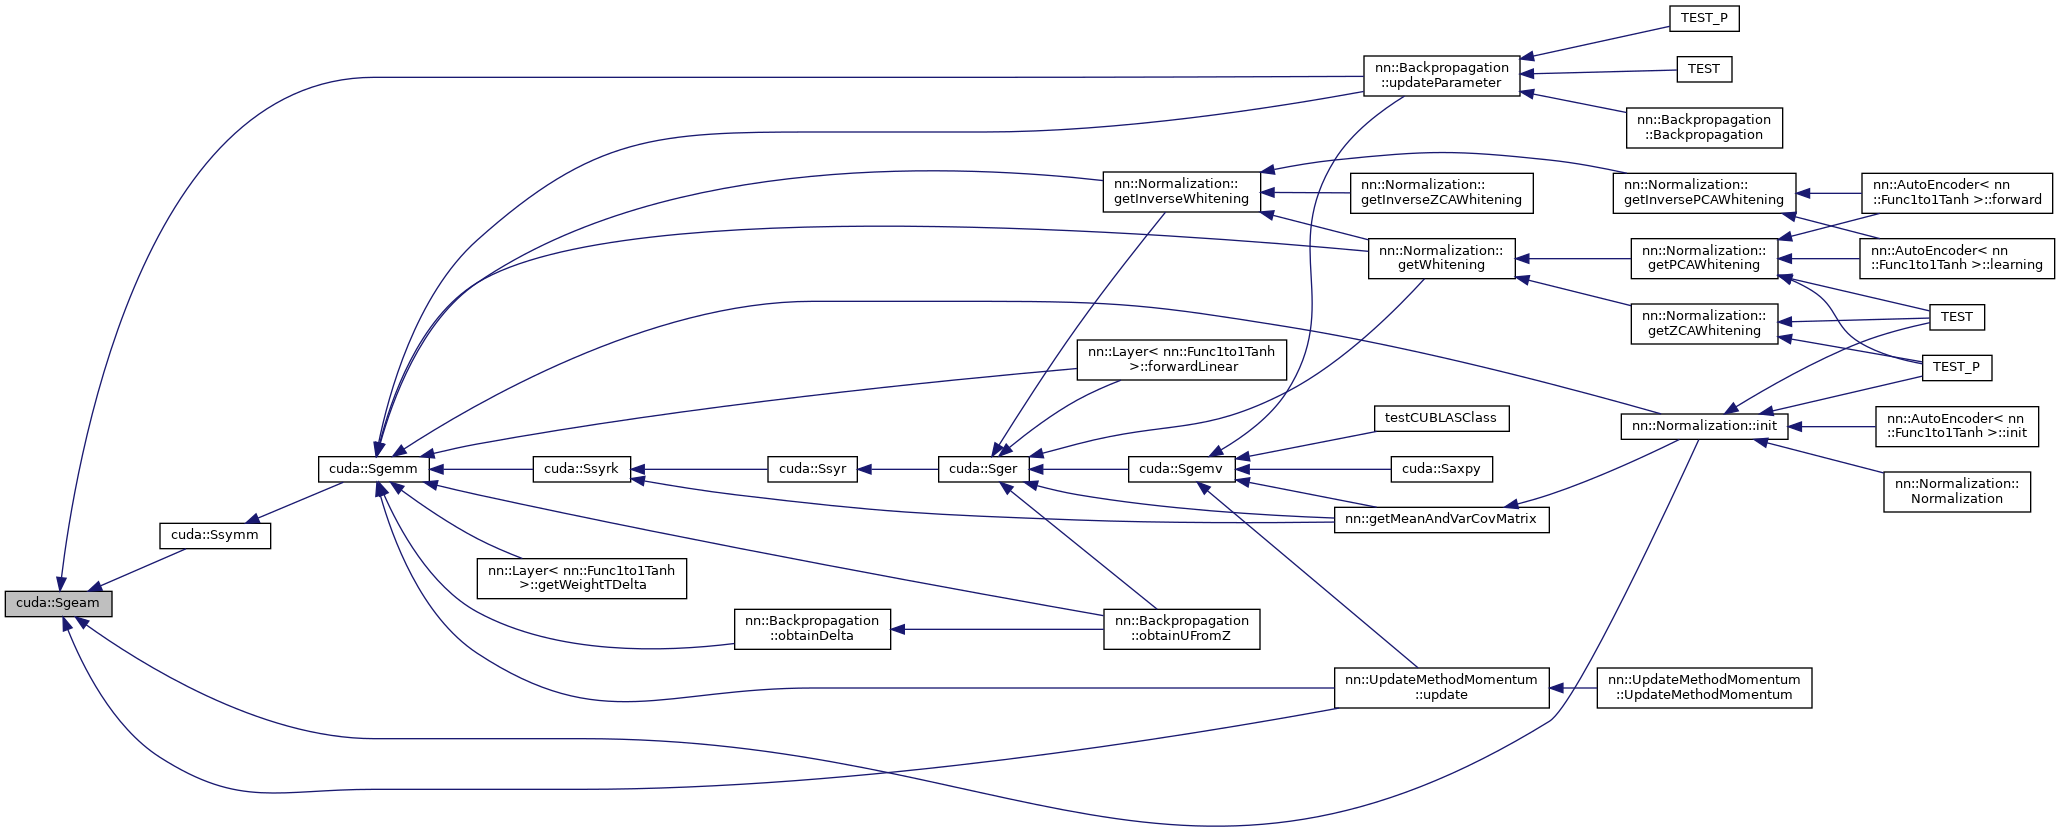 TEST_P
nn::Backpropagation
::updateParameter
TEST
nn::Backpropagation
::Backpropagation
nn::Normalization::
getInverseWhitening
nn::Normalization::
getInverseZCAWhitening
nn::Normalization::
getInversePCAWhitening
nn::AutoEncoder< nn
::Func1to1Tanh >::forward
nn::Normalization::
getWhitening
nn::Normalization::
getPCAWhitening
nn::AutoEncoder< nn
::Func1to1Tanh >::learning
nn::Normalization::
getZCAWhitening
TEST
nn::Layer< nn::Func1to1Tanh
>::forwardLinear
TEST_P
testCUBLASClass
nn::Normalization::init
nn::AutoEncoder< nn
::Func1to1Tanh >::init
cuda::Sgemm
cuda::Ssyrk
cuda::Ssyr
cuda::Sger
cuda::Sgemv
cuda::Saxpy
nn::Normalization::
Normalization
nn::getMeanAndVarCovMatrix
cuda::Ssymm
nn::Layer< nn::Func1to1Tanh
>::getWeightTDelta
cuda::Sgeam
nn::Backpropagation
::obtainDelta
nn::Backpropagation
::obtainUFromZ
nn::UpdateMethodMomentum
::update
nn::UpdateMethodMomentum
::UpdateMethodMomentum